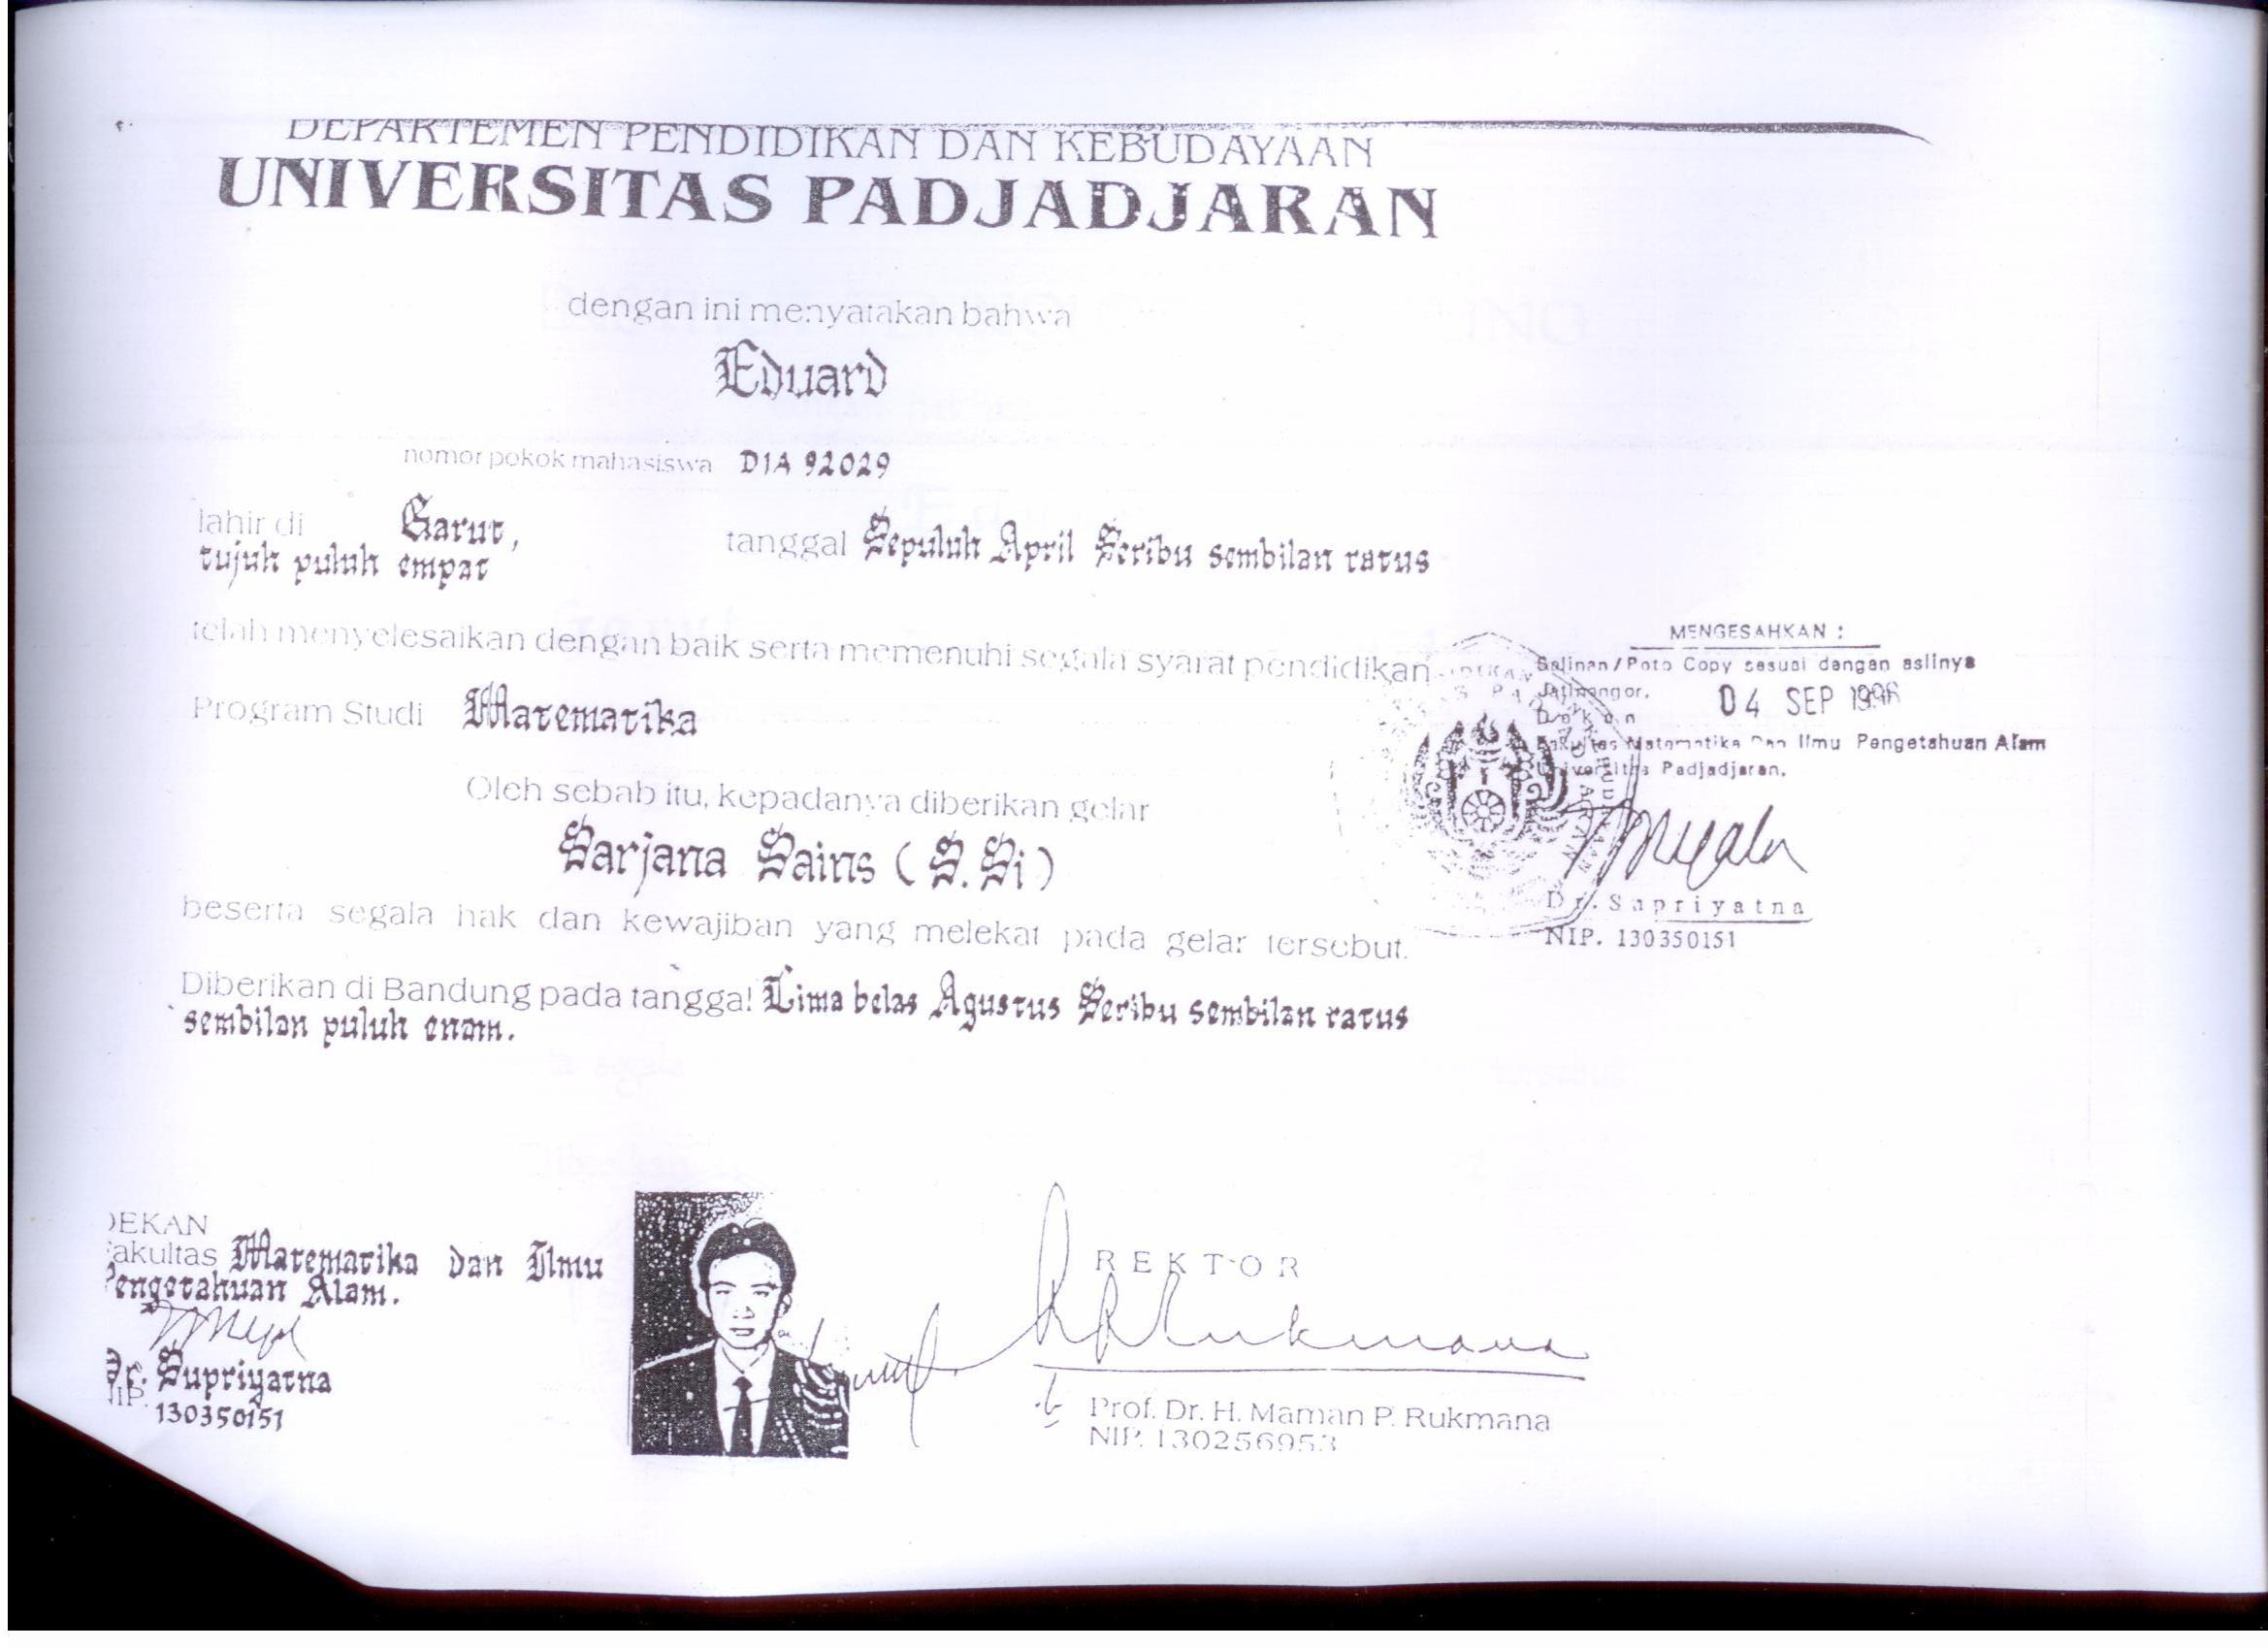 DEPARTEMEN PENDIDIKAN DAN KEBUDAYAAN
UNIVERSITAS PADJADJARAN
dengan ini menyatakan bahwa
Eduard
nomor pokok mahasiswa D1A 92029
lahir di Garut, tanggal Sepuluh April Seribu sembilan ratus
tujuh puluh empat
telah menyelesaikan dengan baik serta memenuhi segala syarat pendidikan
Program Studi Matematika
Oleh sebab itu, kepadanya diberikan gelar
Sarjana Sains ( S.Si )
beserta segala hak dan kewajiban yang melekat pada gelar tersebut.
Diberikan di Bandung pada tanggal Lima belas Agustus Seribu sembilan ratus
sembilan puluh enam.
MENGESAHKAN :
Salinan/Poto Copy sesuai dengan aslinya
Jatinangor, 04 SEP 1996
Dekan
Fakultas Matematika Dan Ilmu Pengetahuan Alam
Universitas Padjadjaran,
Dr. Supriyatna
NIP. 130350151
DEKAN
Fakultas Matematika dan Ilmu
Pengetahuan Alam.
Dr. Supriyatna
NIP. 130350151
REKTOR
Prof. Dr. H. Maman P. Rukmana
NIP. 130256953